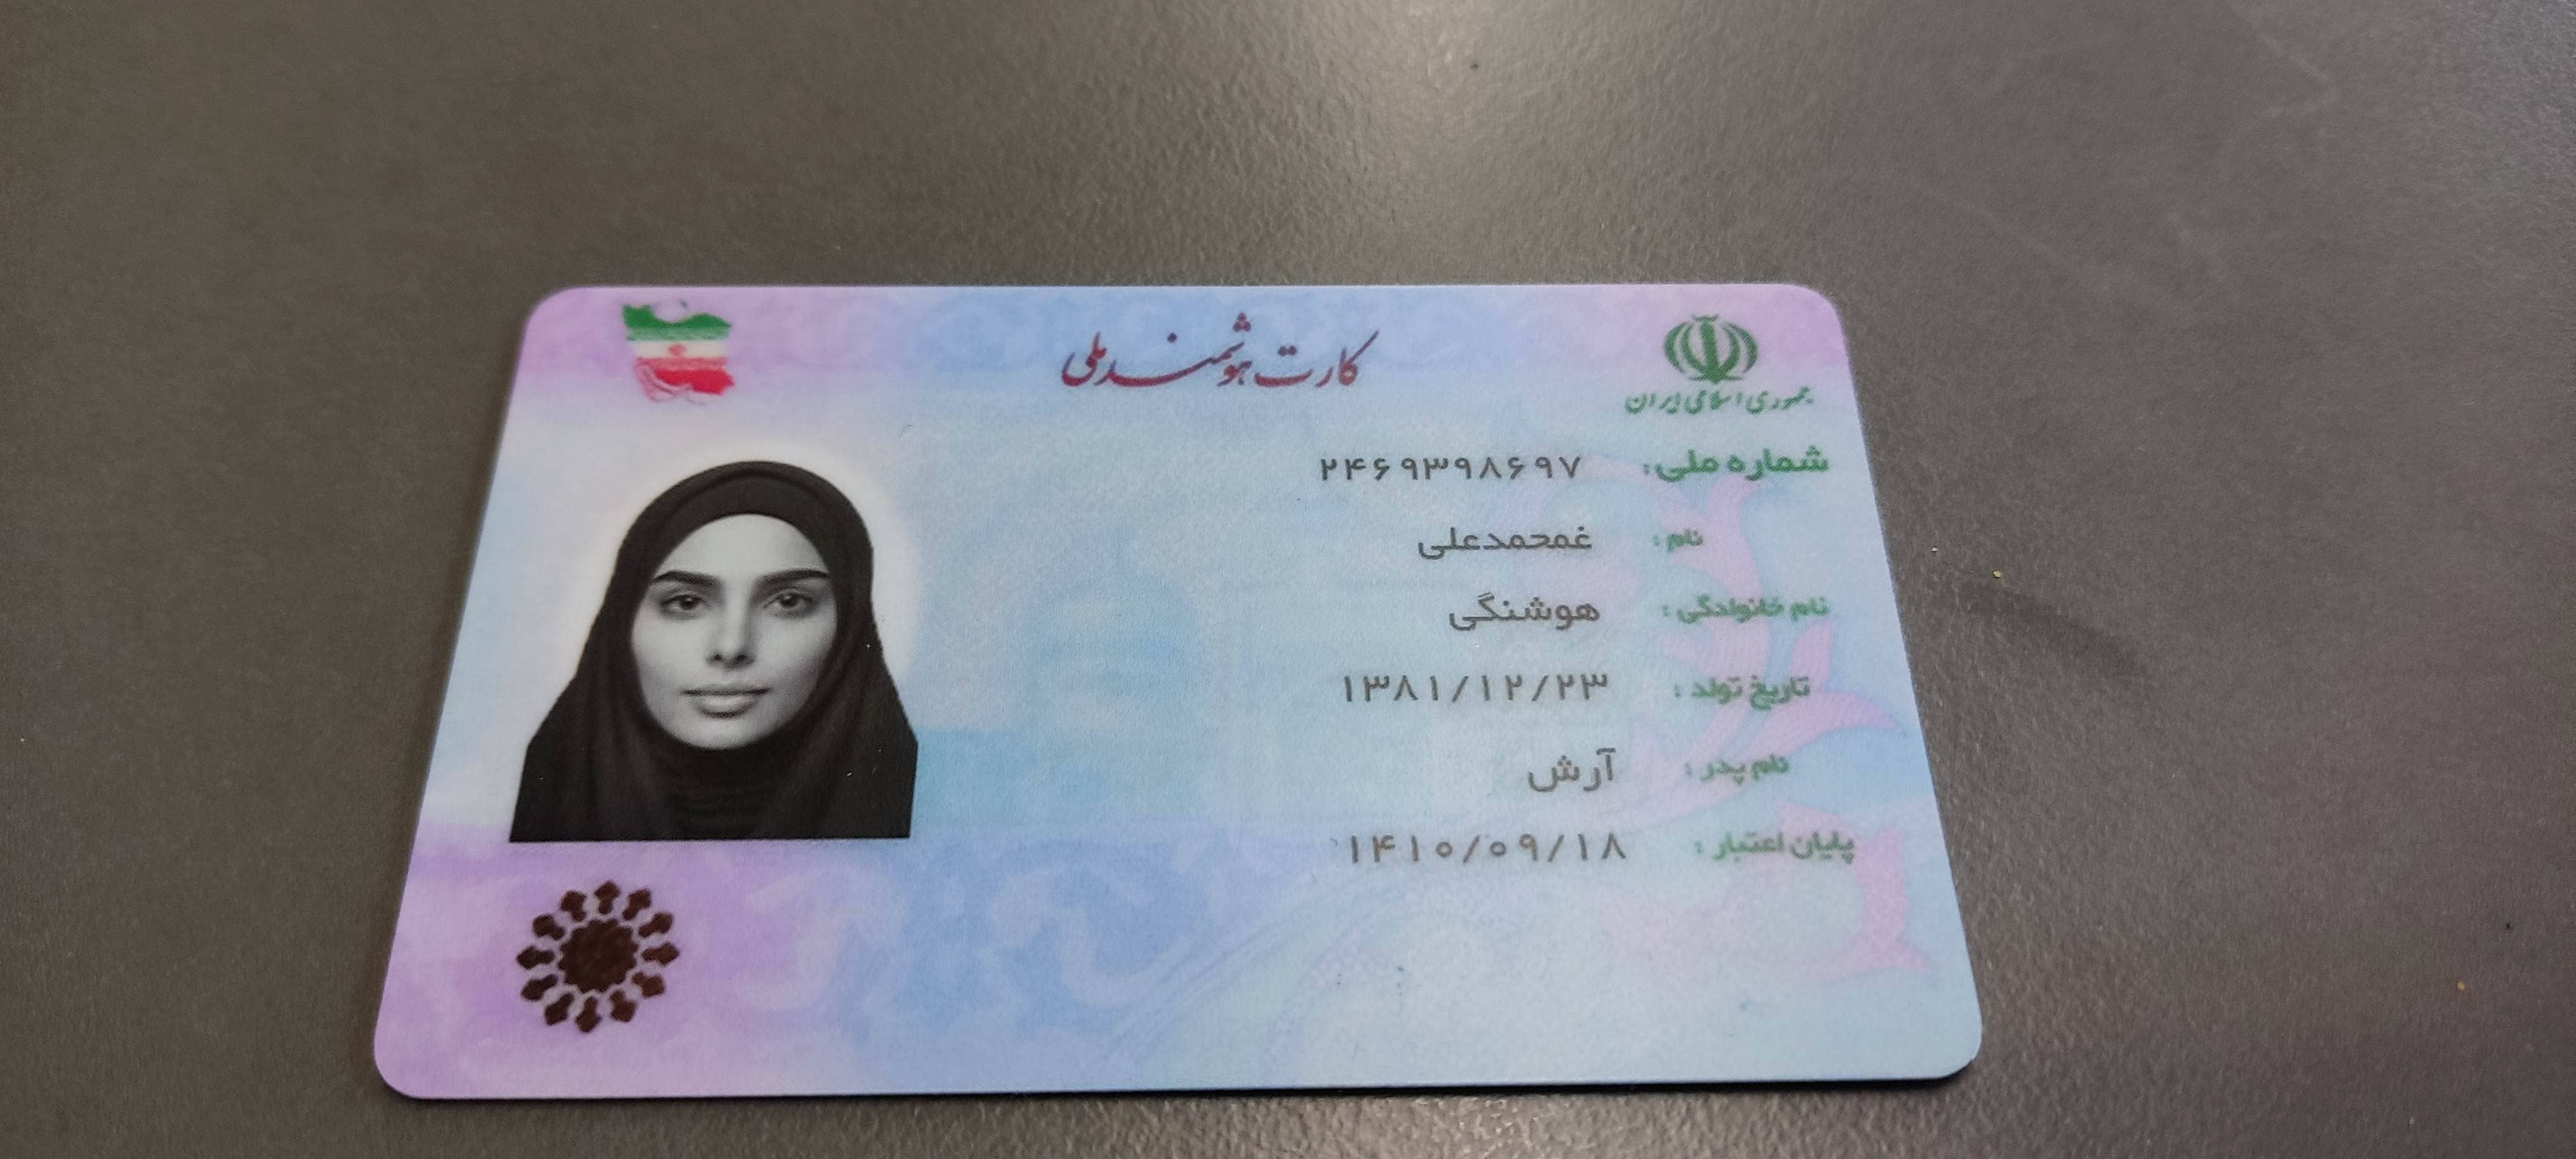 کارت هوشمند ملی
جمهوری اسلامی ایران
شماره ملی: ۲۴۶۹۳۹۸۶۹۷
نام: غمحمدعلی
نام خانوادگی: هوشنگی
تاریخ تولد: ۱۳۸۱/۱۲/۲۳
نام پدر: آرش
پایان اعتبار: ۱۴۱۰/۰۹/۱۸